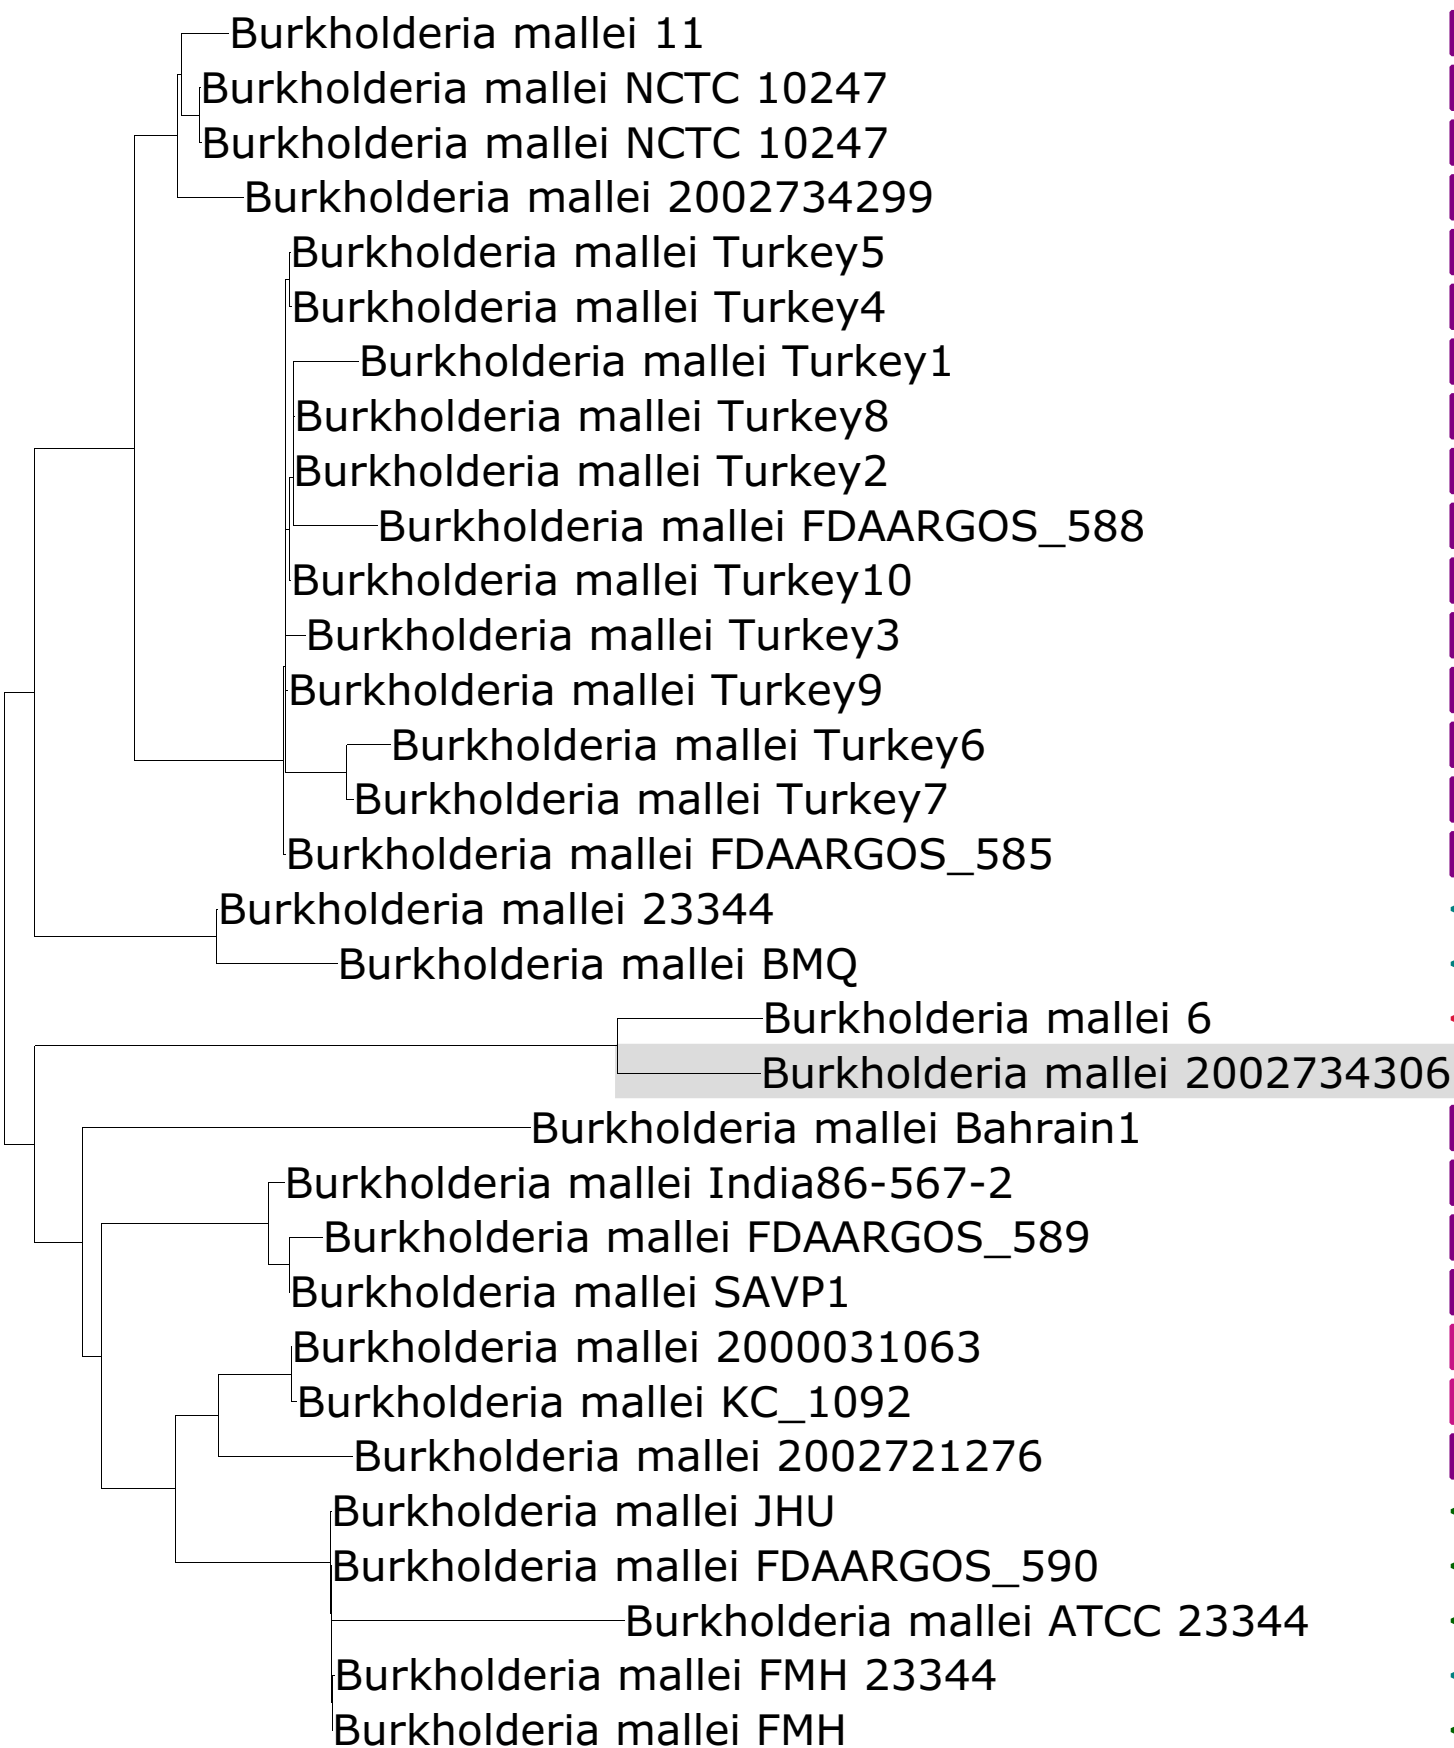 Burkholderia mallei 11
Burkholderia mallei NCTC 10247
Burkholderia mallei NCTC 10247
Burkholderia mallei 2002734299
Burkholderia mallei Turkey5
Burkholderia mallei Turkey4
Burkholderia mallei Turkey1
Burkholderia mallei Turkey8
Burkholderia mallei Turkey2
Burkholderia mallei FDAARGOS_588
Burkholderia mallei Turkey10
Burkholderia mallei Turkey3
Burkholderia mallei Turkey9
Burkholderia mallei Turkey6
Burkholderia mallei Turkey7
Burkholderia mallei FDAARGOS_585
Burkholderia mallei 23344
Burkholderia mallei BMQ
Burkholderia mallei 6
Burkholderia mallei 2002734306
Burkholderia mallei Bahrain1
Burkholderia mallei India86-567-2
Burkholderia mallei FDAARGOS_589
Burkholderia mallei SAVP1
Burkholderia mallei 2000031063
Burkholderia mallei KC_1092
Burkholderia mallei 2002721276
Burkholderia mallei JHU
Burkholderia mallei FDAARGOS_590
Burkholderia mallei ATCC 23344
Burkholderia mallei FMH 23344
Burkholderia mallei FMH